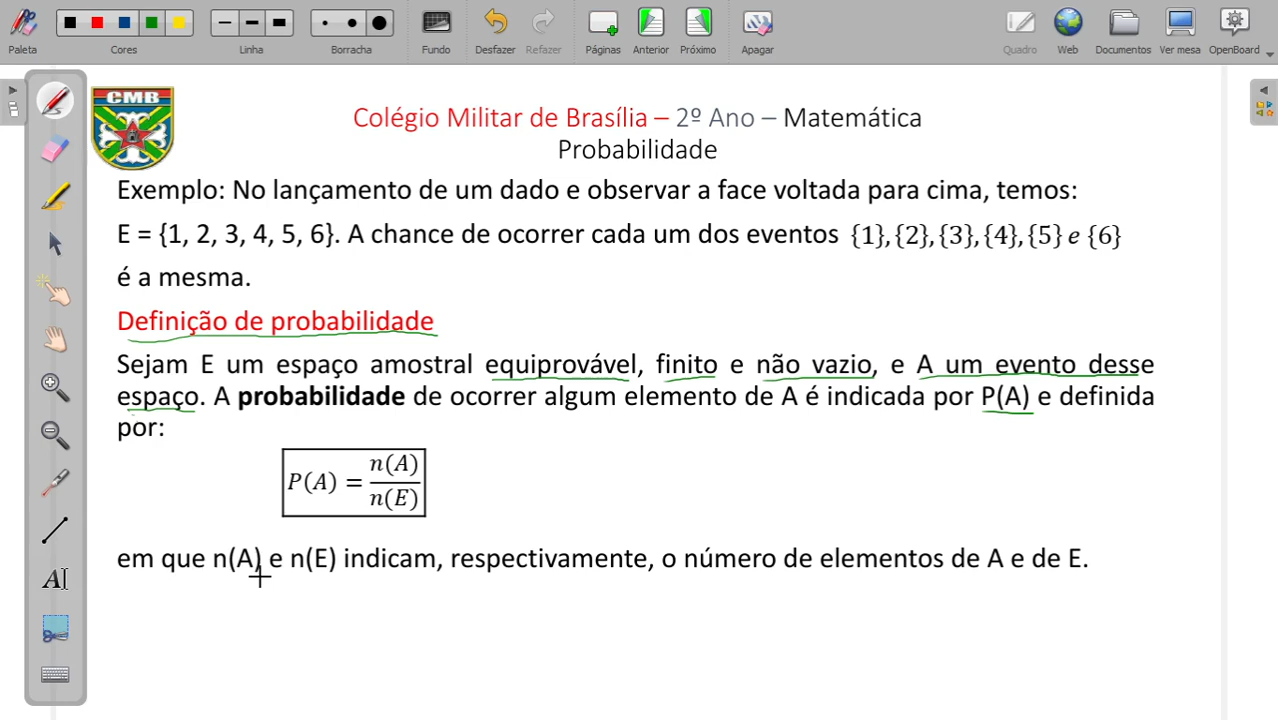 Paleta
Cores
Linha
Borracha
Fundo
Desfazer
Refazer
Páginas
Anterior
Próximo
Apagar
Quadro
Web
Documentos
Ver mesa
OpenBoard
CMB
Colégio Militar de Brasília – 2º Ano – Matemática
Probabilidade
Exemplo: No lançamento de um dado e observar a face voltada para cima, temos:
E = {1, 2, 3, 4, 5, 6}. A chance de ocorrer cada um dos eventos {1}, {2}, {3}, {4}, {5} e {6}
é a mesma.
Definição de probabilidade
Sejam E um espaço amostral equiprovável, finito e não vazio, e A um evento desse
espaço. A probabilidade de ocorrer algum elemento de A é indicada por P(A) e definida
por:
P(A) = n(A)/n(E)
em que n(A) e n(E) indicam, respectivamente, o número de elementos de A e de E.
A